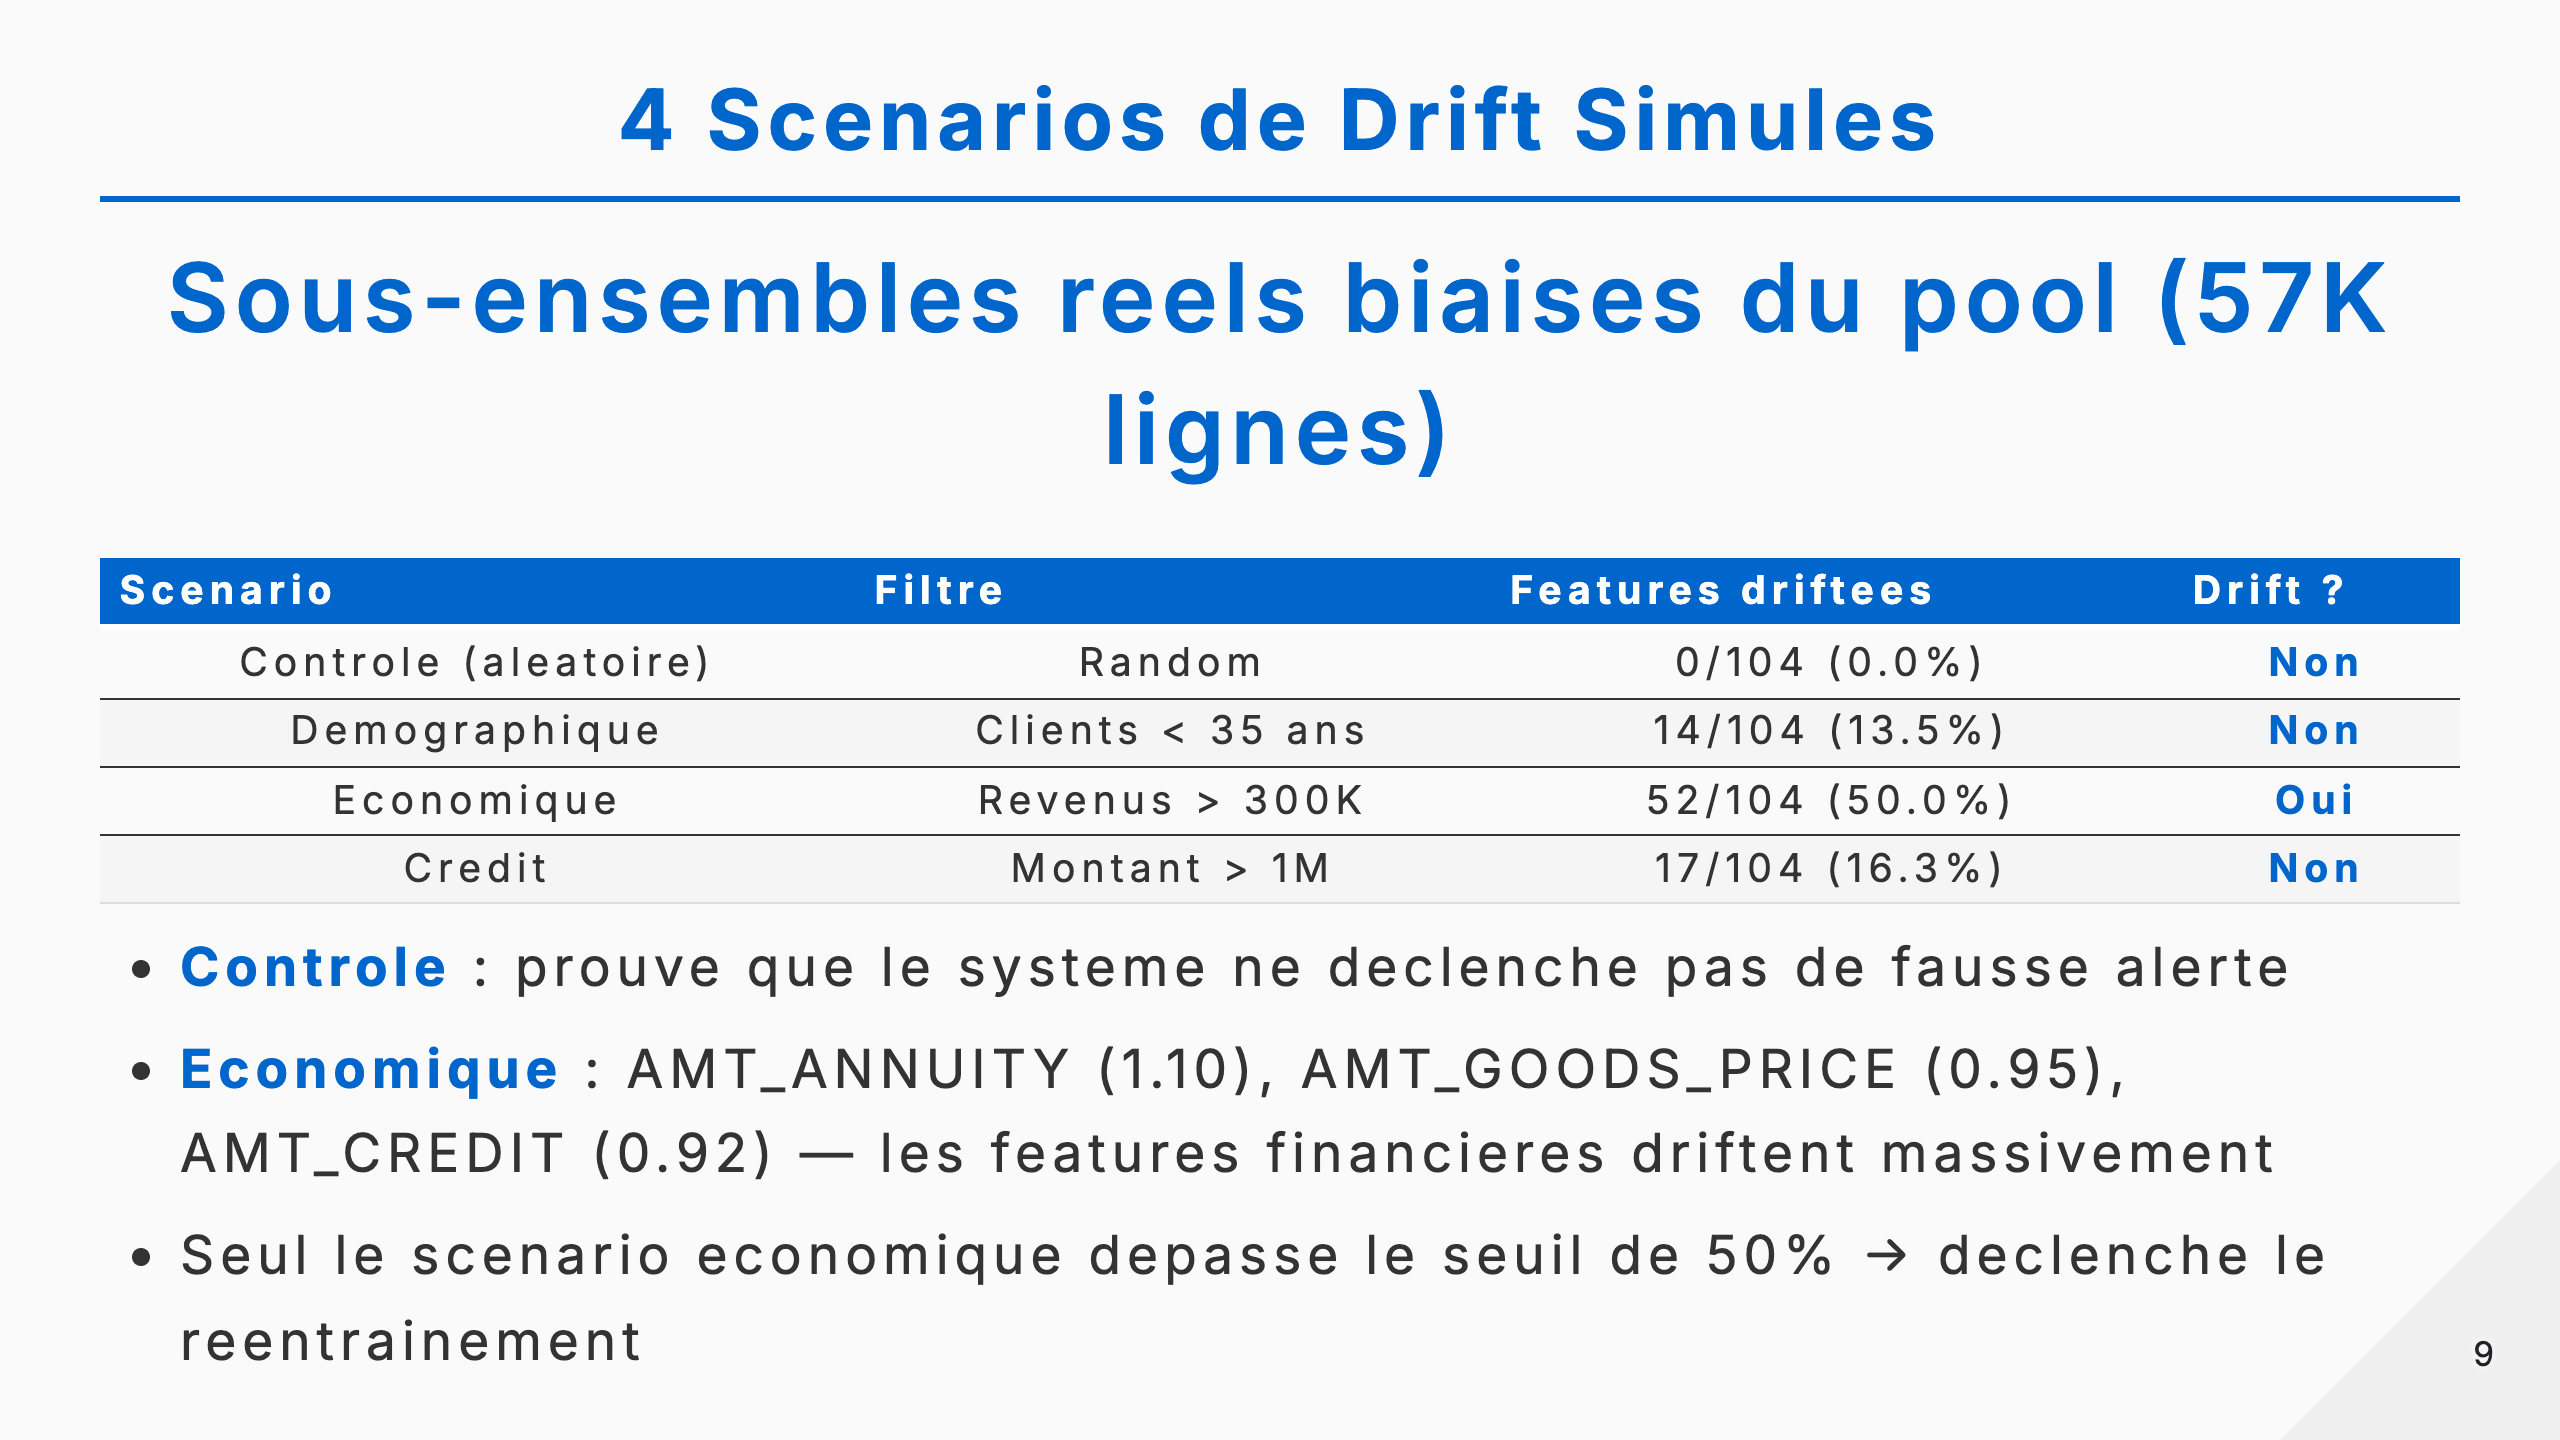 4 Scenarios de Drift Simules
Sous-ensembles reels biaises du pool (57K
lignes)
Scenario Filtre Features driftees Drift ?
Controle (aleatoire) Random 0/104 (0.0%) Non
Demographique Clients < 35 ans 14/104 (13.5%) Non
Economique Revenus > 300K 52/104 (50.0%) Oui
Credit Montant > 1M 17/104 (16.3%) Non
• Controle : prouve que le systeme ne declenche pas de fausse alerte
• Economique : AMT_ANNUITY (1.10), AMT_GOODS_PRICE (0.95),
AMT_CREDIT (0.92) — les features financieres driftent massivement
• Seul le scenario economique depasse le seuil de 50% → declenche le
reentrainement
9